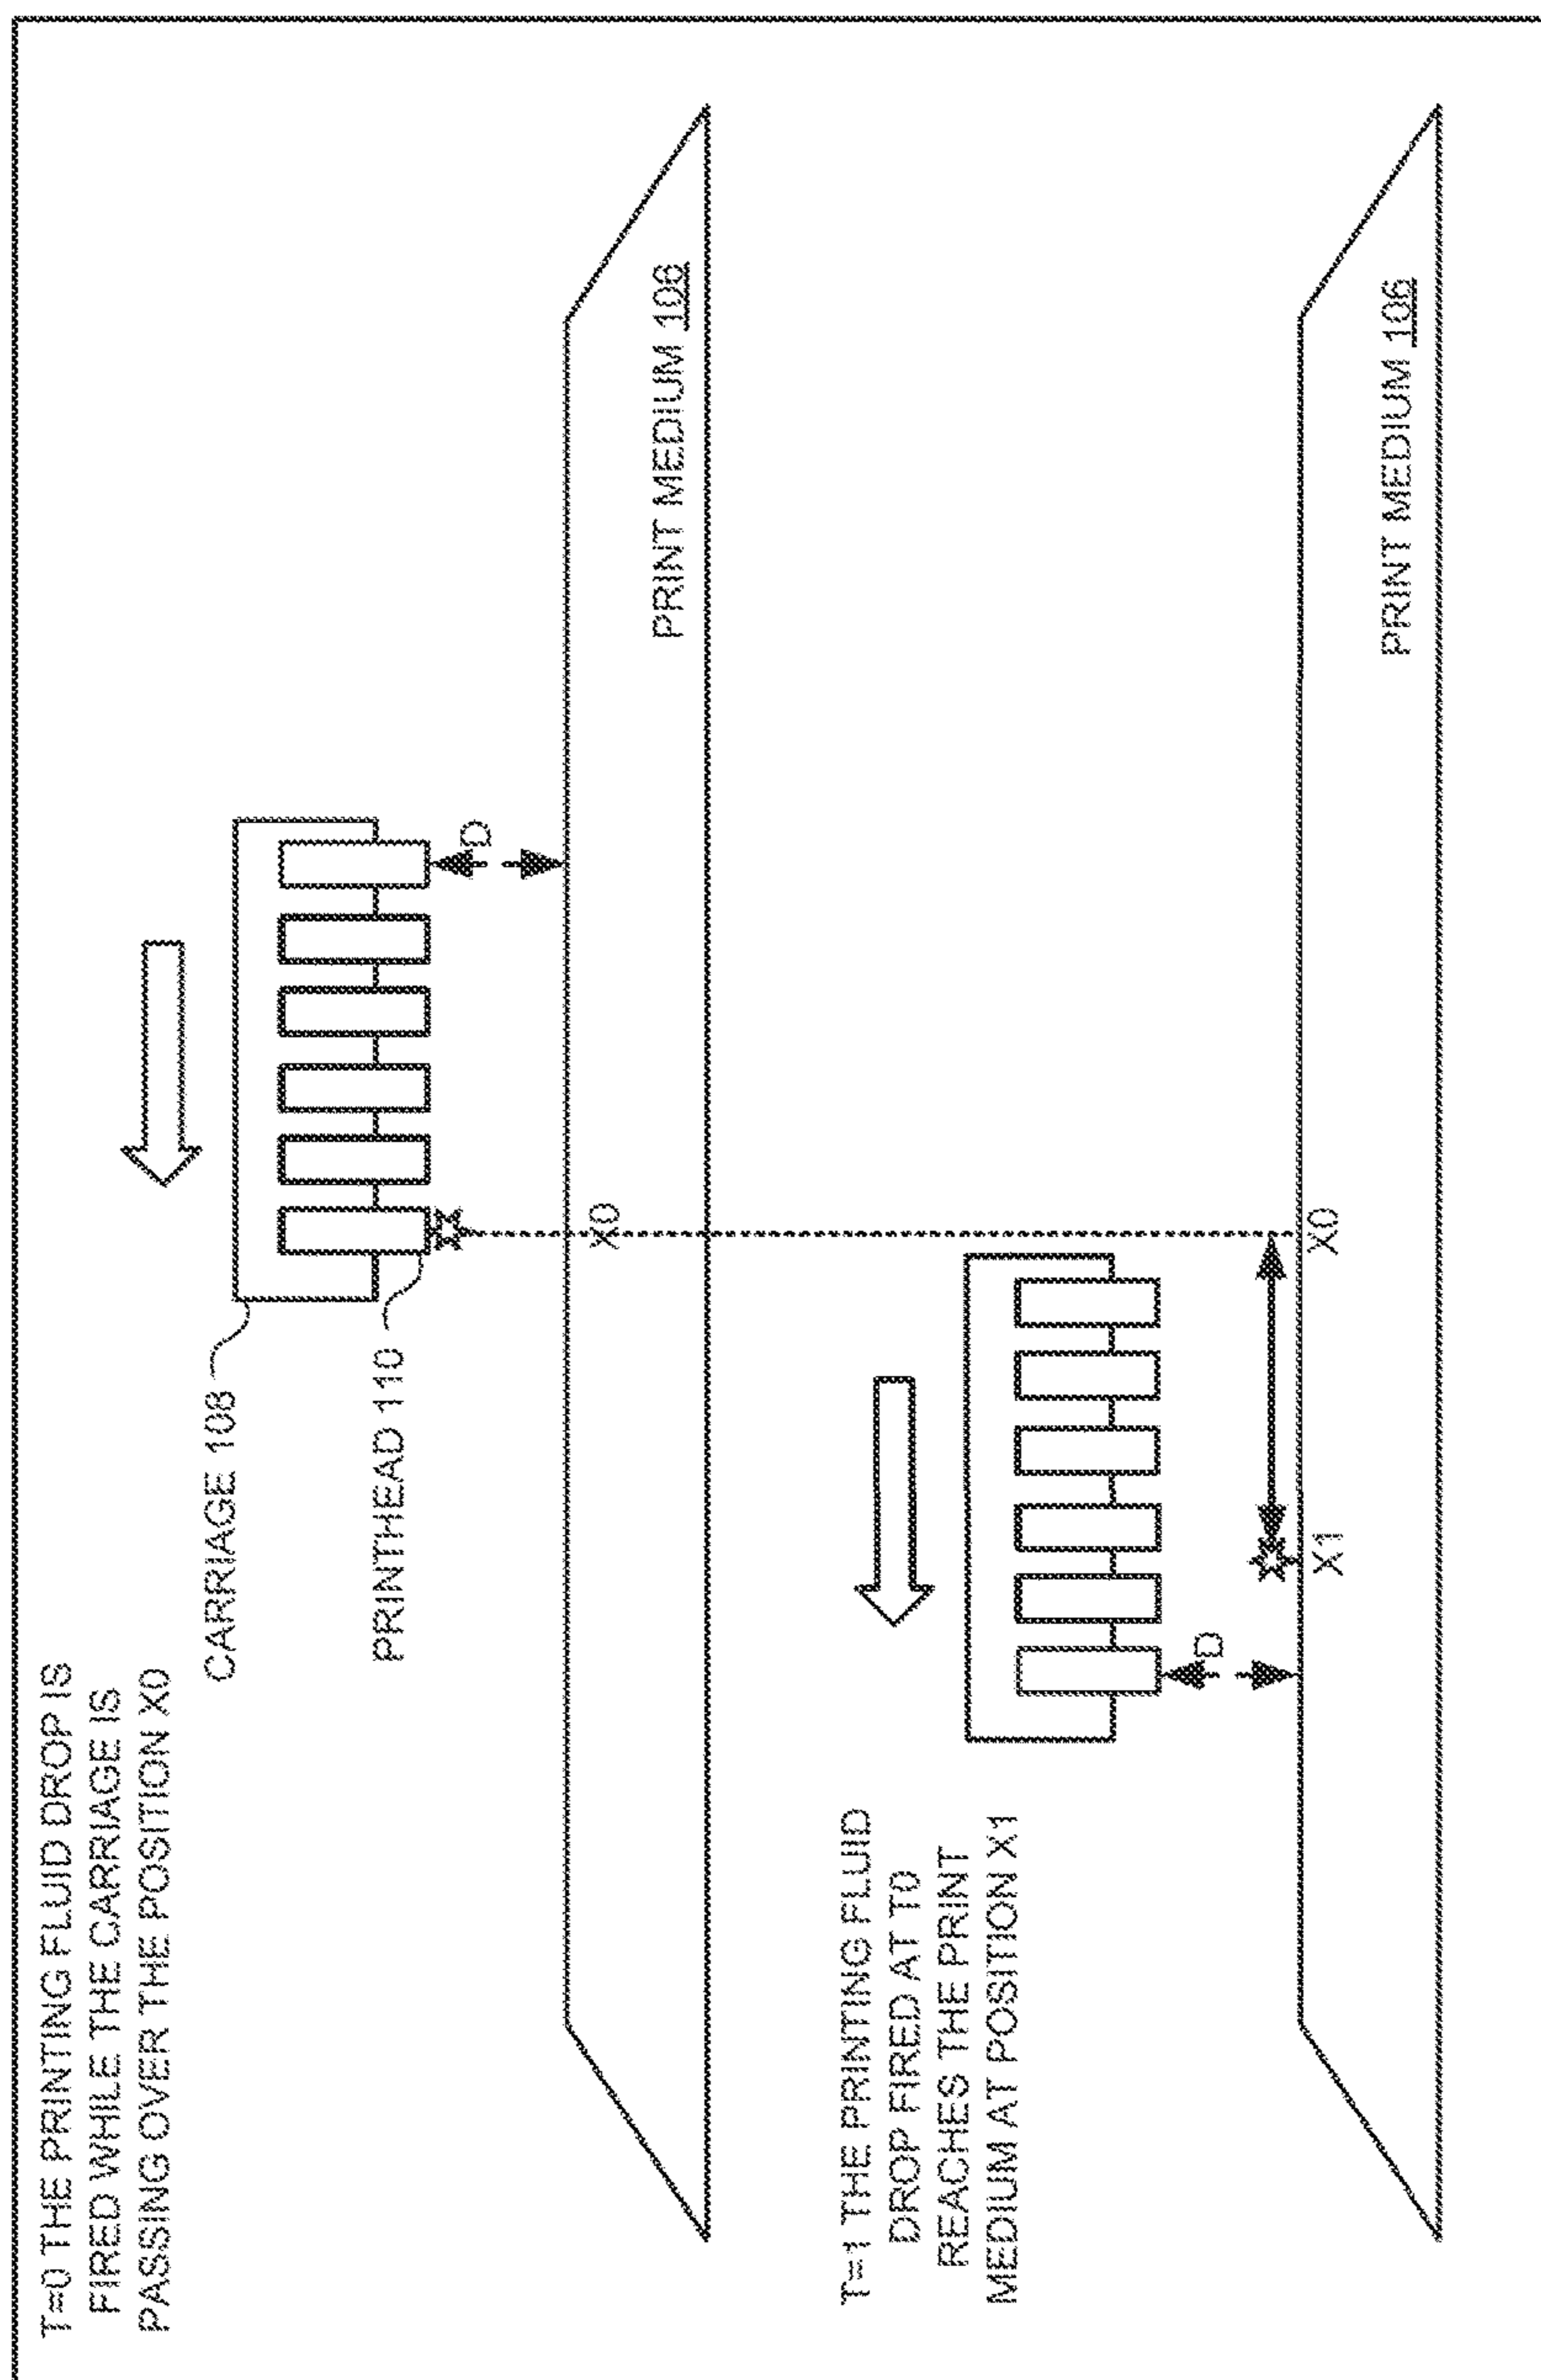 T=0 THE PRINTING FLUID DROP IS
FIRED WHILE THE CARRIAGE IS
PASSING OVER THE POSITION X0
CARRIAGE 108
PRINTHEAD 110
D
X0
PRINT MEDIUM 106
T=1 THE PRINTING FLUID
DROP FIRED AT T0
REACHES THE PRINT
MEDIUM AT POSITION X1
D
X1
X0
PRINT MEDIUM 106